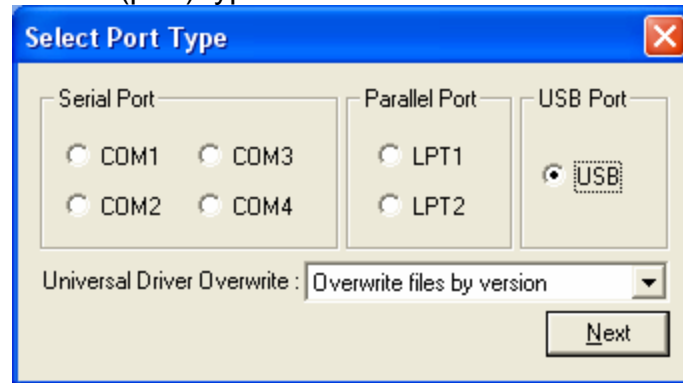 Select Port Type
Serial Port
COM1 COM3
COM2 COM4
Parallel Port
LPT1
LPT2
USB Port
USB
Universal Driver Overwrite : Overwrite files by version
Next